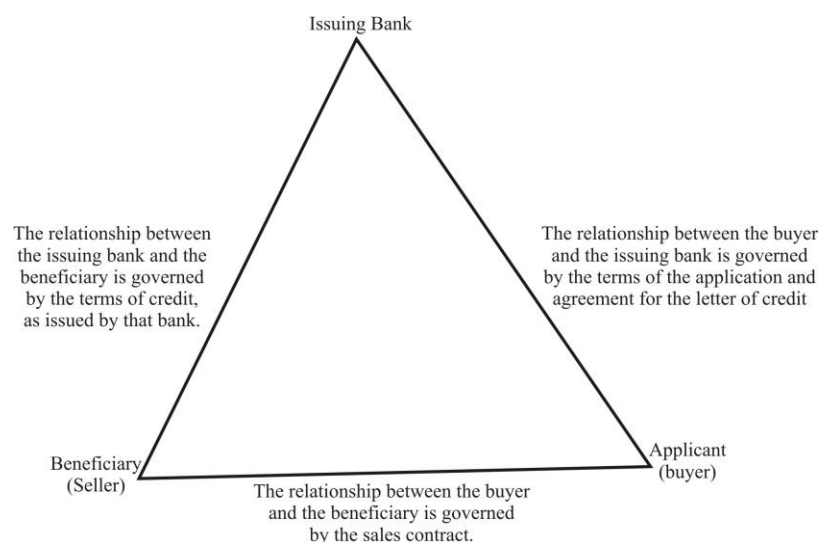 Issuing Bank
The relationship between
the issuing bank and the
beneficiary is governed
by the terms of credit,
as issued by that bank.
The relationship between the buyer
and the issuing bank is governed
by the terms of the application and
agreement for the letter of credit
Beneficiary
(Seller)
Applicant
(buyer)
The relationship between the buyer
and the beneficiary is governed
by the sales contract.